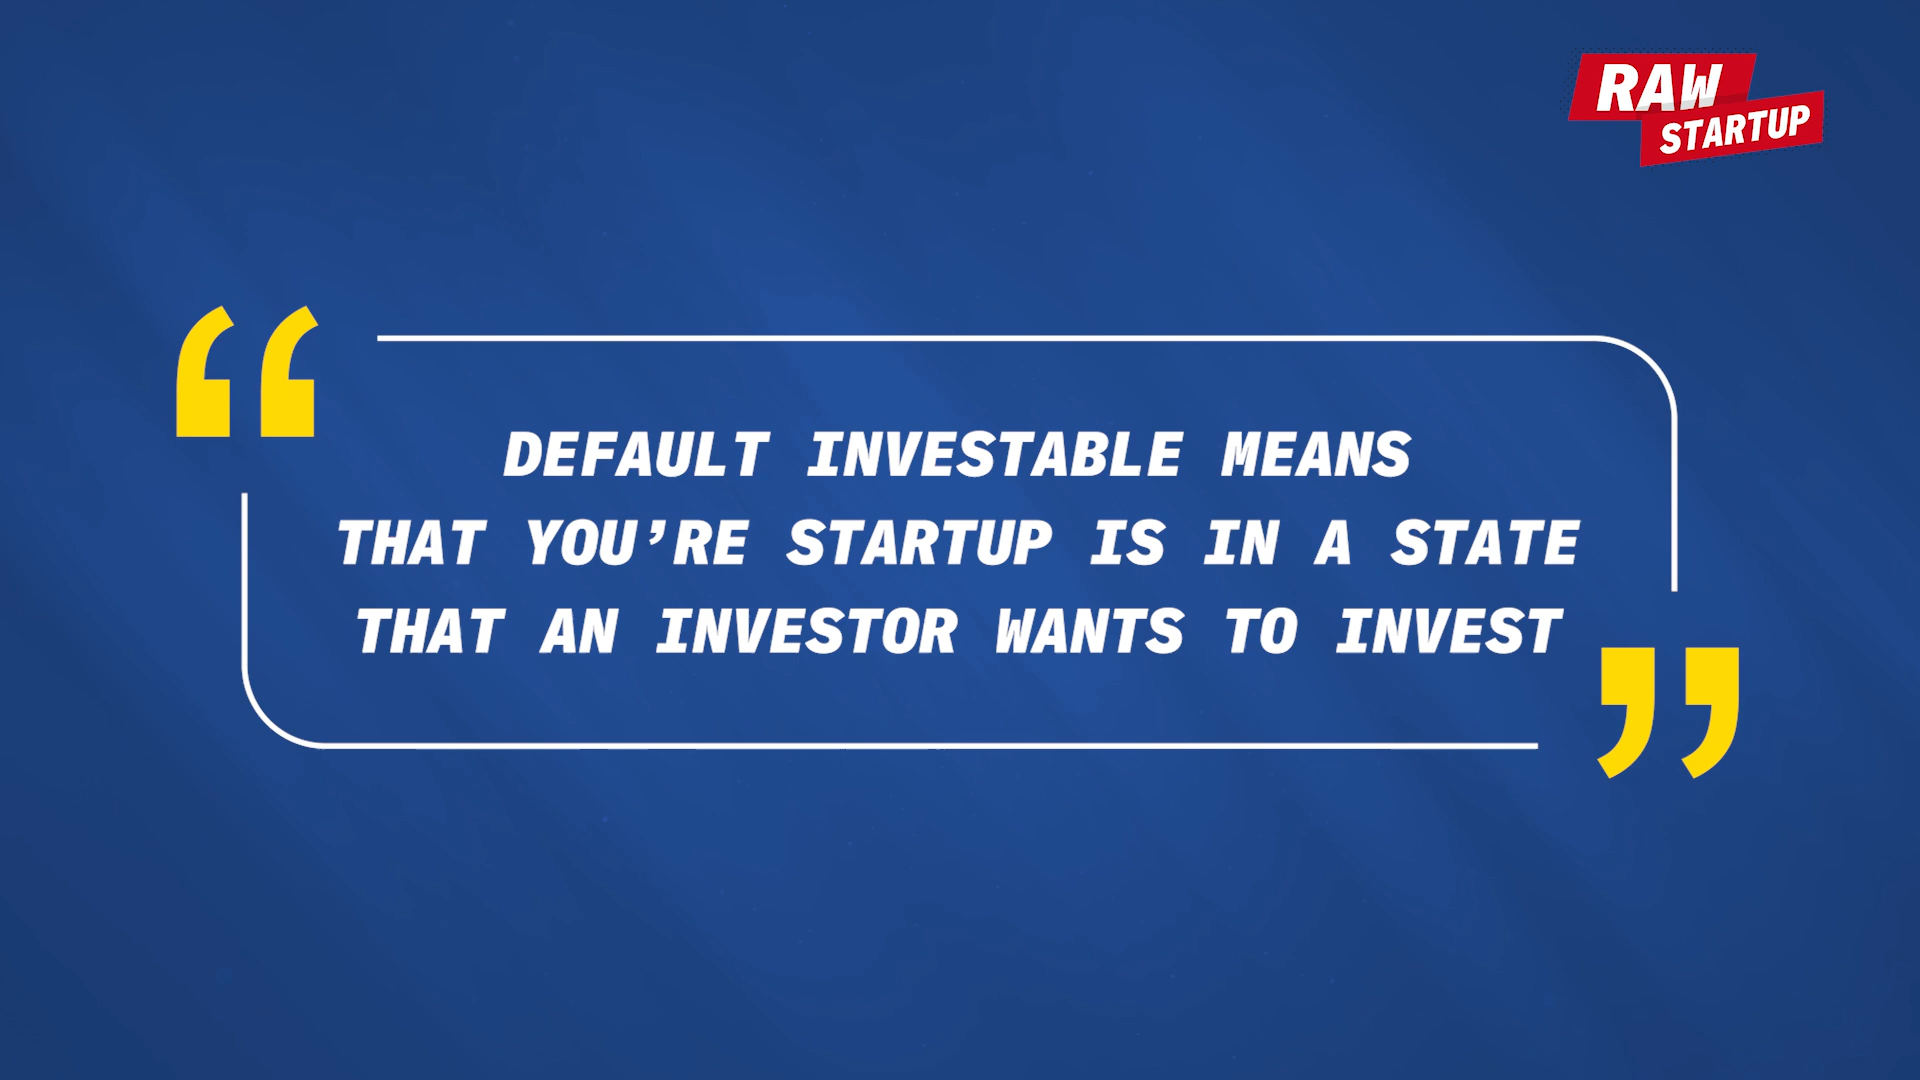 RAW
STARTUP
DEFAULT INVESTABLE MEANS
THAT YOU’RE STARTUP IS IN A STATE
THAT AN INVESTOR WANTS TO INVEST